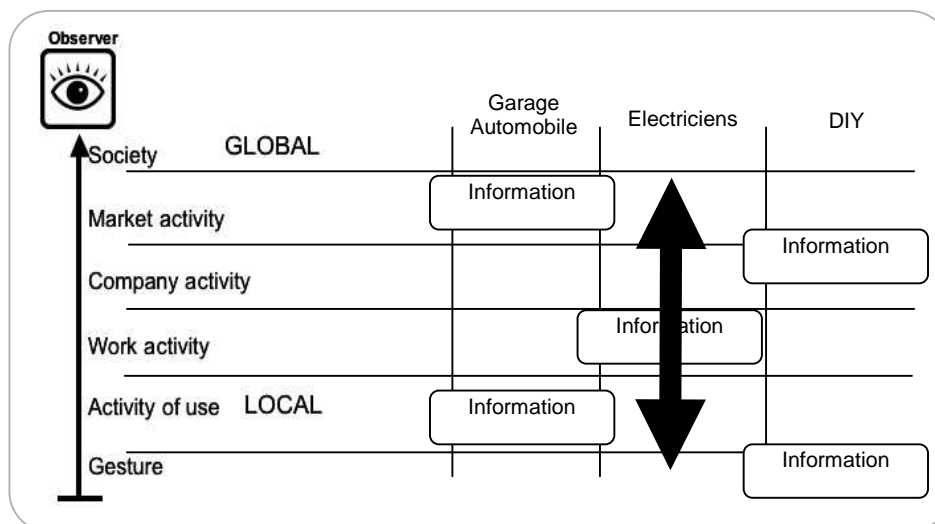 Observer
Garage
Automobile
Electriciens
DIY
Society
GLOBAL
Information
Market activity
Information
Company activity
Information
Work activity
Activity of use
LOCAL
Information
Gesture
Information